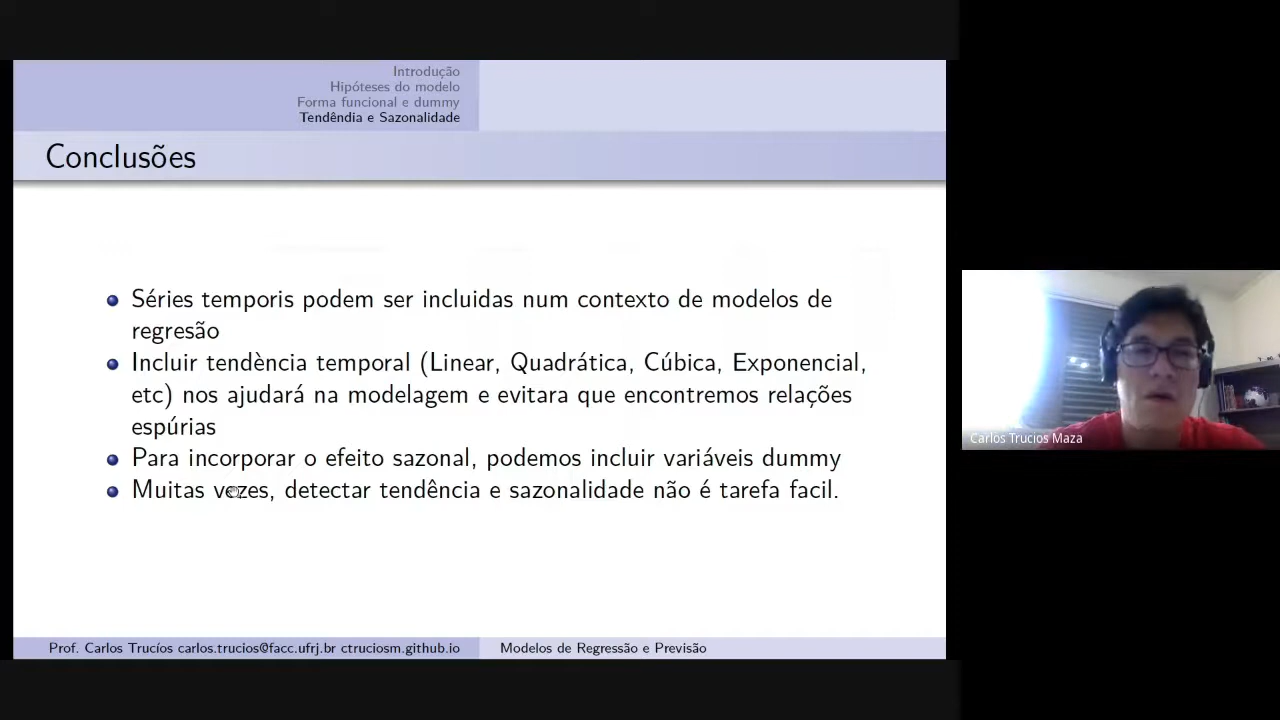 Introdução
Hipóteses do modelo
Forma funcional e dummy
Tendêndia e Sazonalidade
Conclusões
Séries temporis podem ser incluidas num contexto de modelos de
regresão
Incluir tendència temporal (Linear, Quadrática, Cúbica, Exponencial,
etc) nos ajudará na modelagem e evitara que encontremos relações
espúrias
Para incorporar o efeito sazonal, podemos incluir variáveis dummy
Muitas vezes, detectar tendência e sazonalidade não é tarefa facil.
Carlos Trucios Maza
Prof. Carlos Trucíos carlos.trucios@facc.ufrj.br ctruciosm.github.io
Modelos de Regressão e Previsão